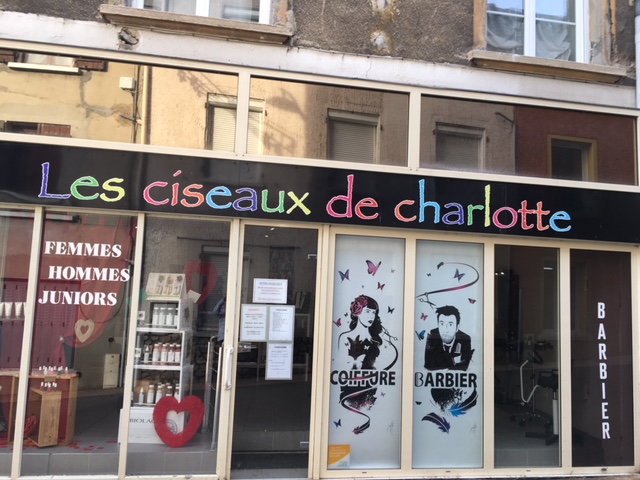 Les ciseaux de charlotte
FEMMES
HOMMES
JUNIORS
COIFFURE
BARBIER
BARBIER